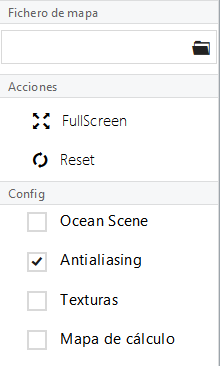 Fichero de mapa
Acciones
FullScreen
Reset
Config
Ocean Scene
Antialiasing
Texturas
Mapa de cálculo